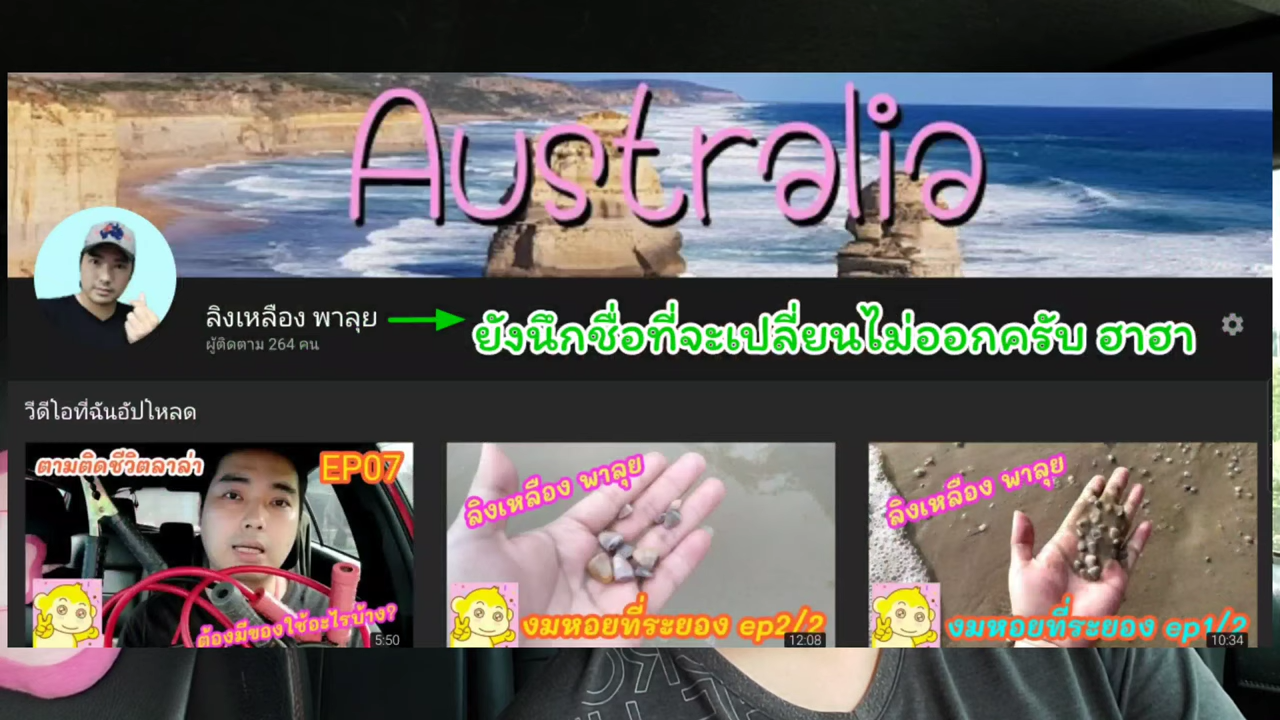 Australia
ลิงเหลือง พาลุย
ยังนึกชื่อที่จะเปลี่ยนไม่ออกครับ ฮาฮา
ผู้ติดตาม 264 คน
วีดีโอที่ฉันอัปโหลด
ตามติดชีวิตลาล่า
EP07
ต้องมีของใช้อะไรบ้าง?
5:50
ลิงเหลือง พาลุย
งมหอยที่ระยอง ep2/2
12:08
ลิงเหลือง พาลุย
งมหอยที่ระยอง ep1/2
10:34